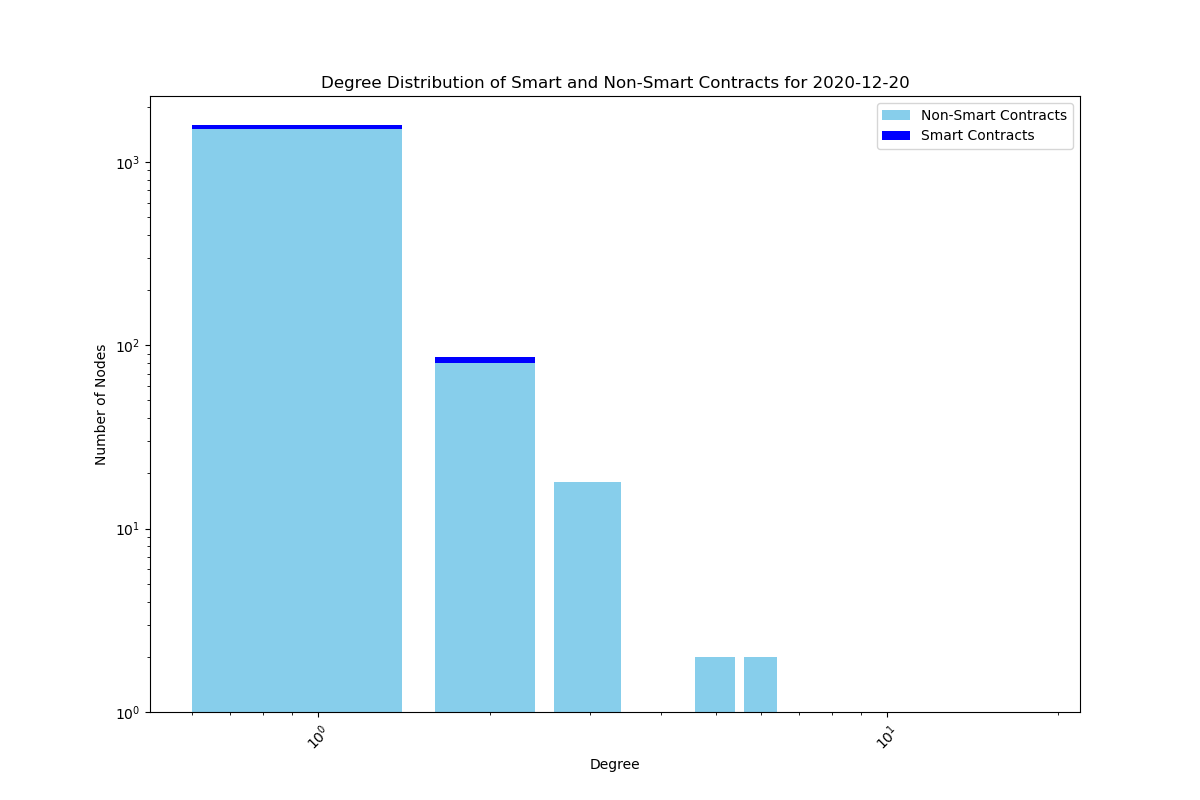 Degree Distribution of Smart and Non-Smart Contracts for 2020-12-20
Non-Smart Contracts
Smart Contracts
Number of Nodes
10³
10²
10¹
10⁰
10⁰
10¹
Degree